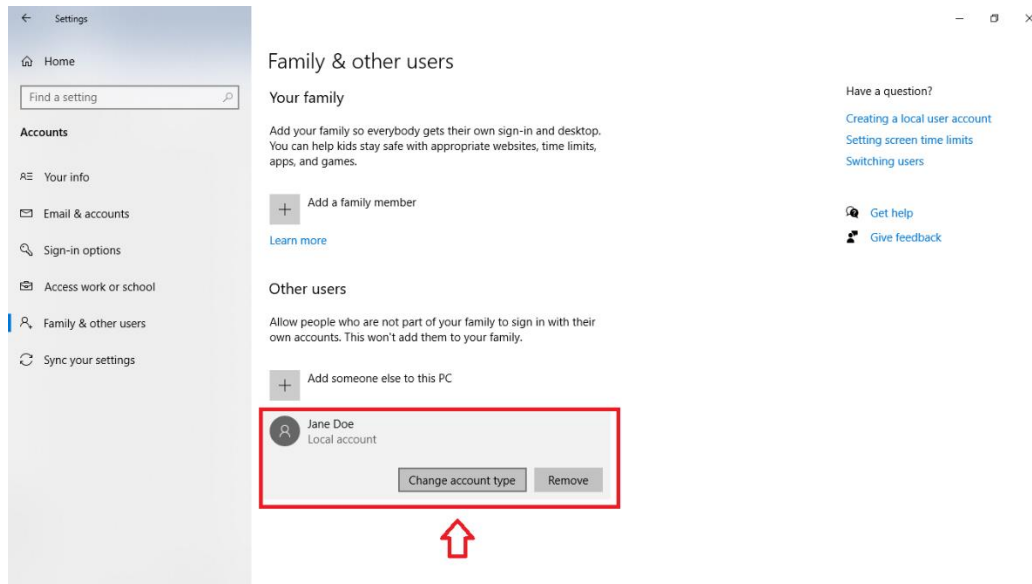 Settings
Home
Find a setting
Accounts
Your info
Email & accounts
Sign-in options
Access work or school
Family & other users
Sync your settings
Family & other users
Your family
Add your family so everybody gets their own sign-in and desktop.
You can help kids stay safe with appropriate websites, time limits,
apps, and games.
Add a family member
Learn more
Other users
Allow people who are not part of your family to sign in with their
own accounts. This won't add them to your family.
Add someone else to this PC
Jane Doe
Local account
Change account type Remove
Have a question?
Creating a local user account
Setting screen time limits
Switching users
Get help
Give feedback